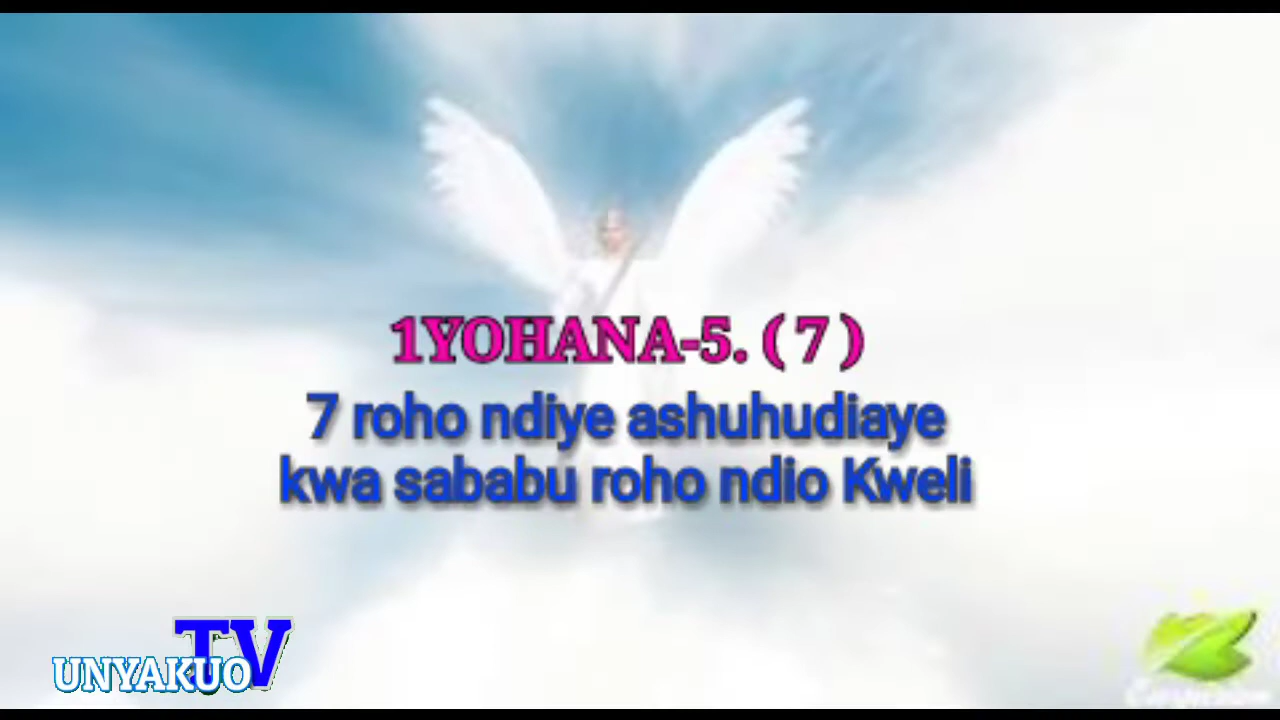 1YOHANA-5. ( 7 )
7 roho ndiye ashuhudiaye
kwa sababu roho ndio Kweli
TV
UNYAKUO